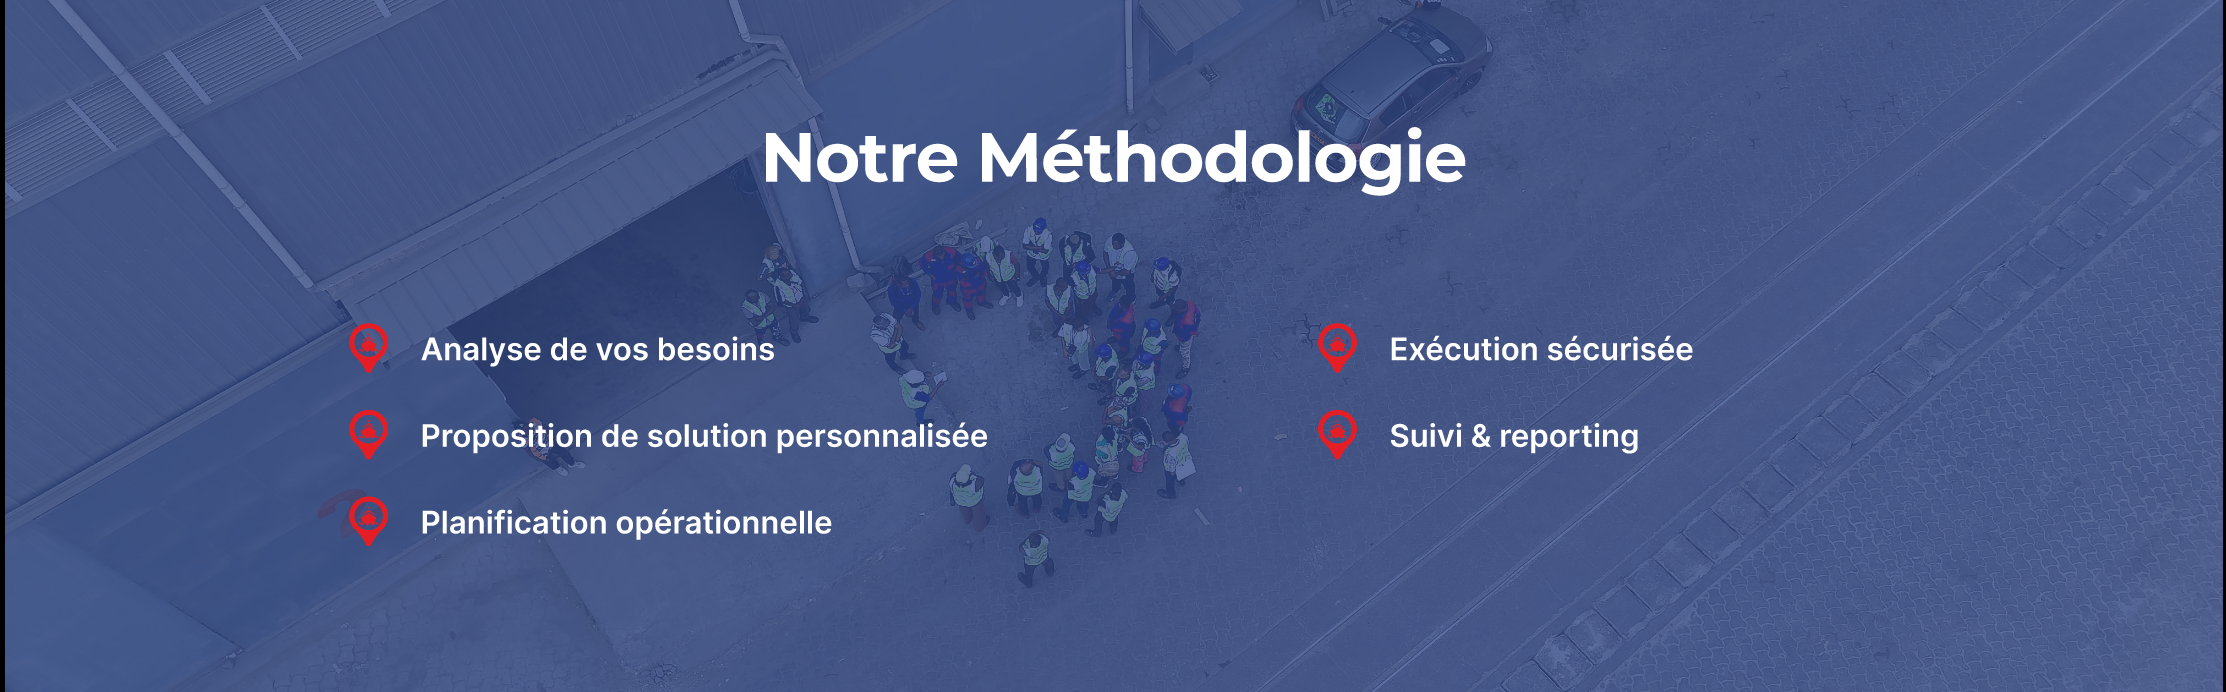 Notre Méthodologie
Analyse de vos besoins
Proposition de solution personnalisée
Planification opérationnelle
Exécution sécurisée
Suivi & reporting